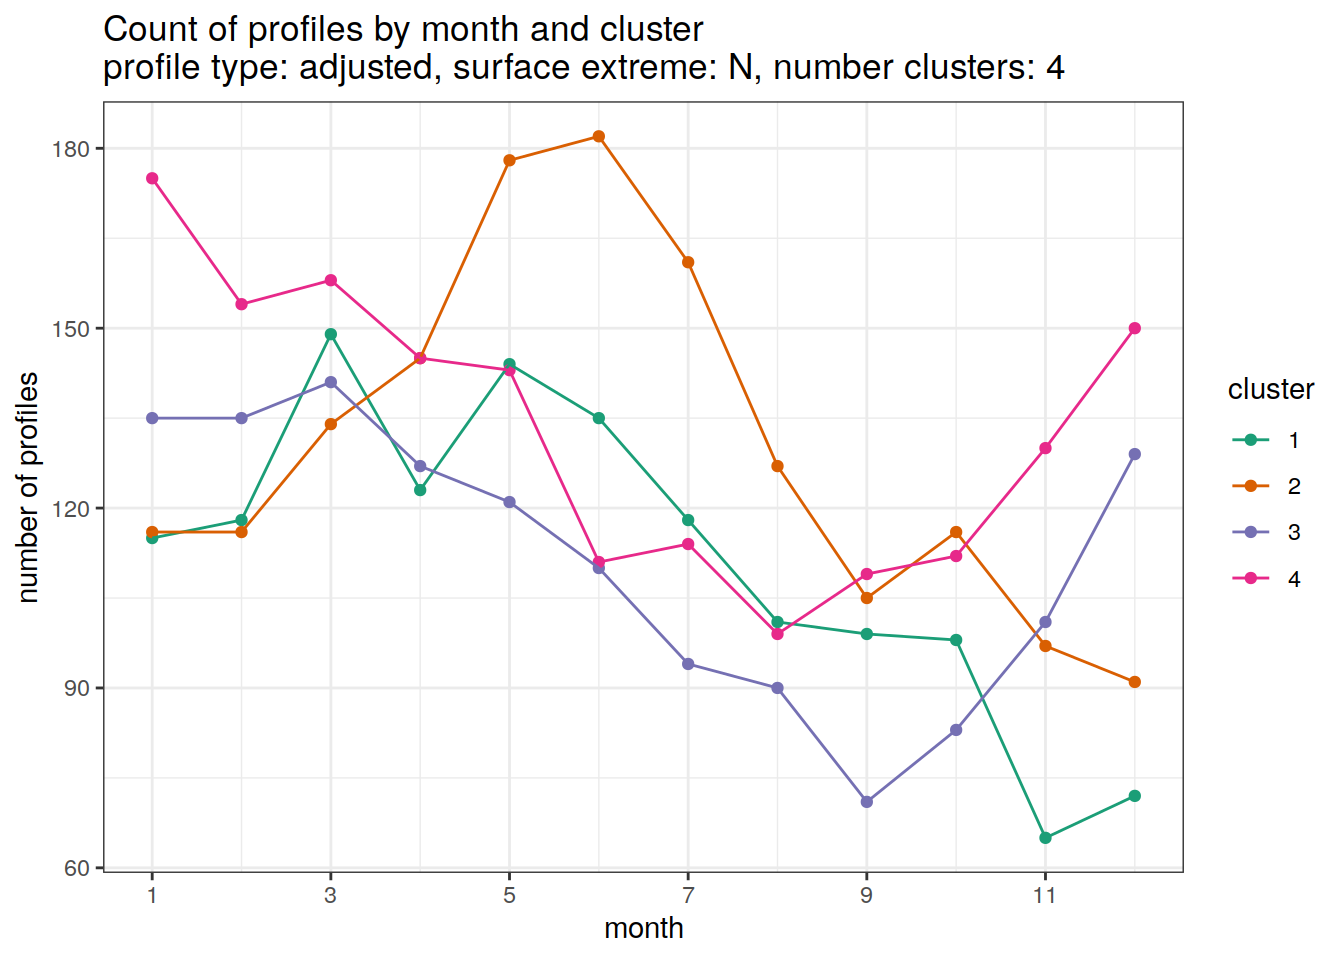 Count of profiles by month and cluster
profile type: adjusted, surface extreme: N, number clusters: 4
180
150
120
90
60
number of profiles
1 3 5 7 9 11
month
cluster
1
2
3
4